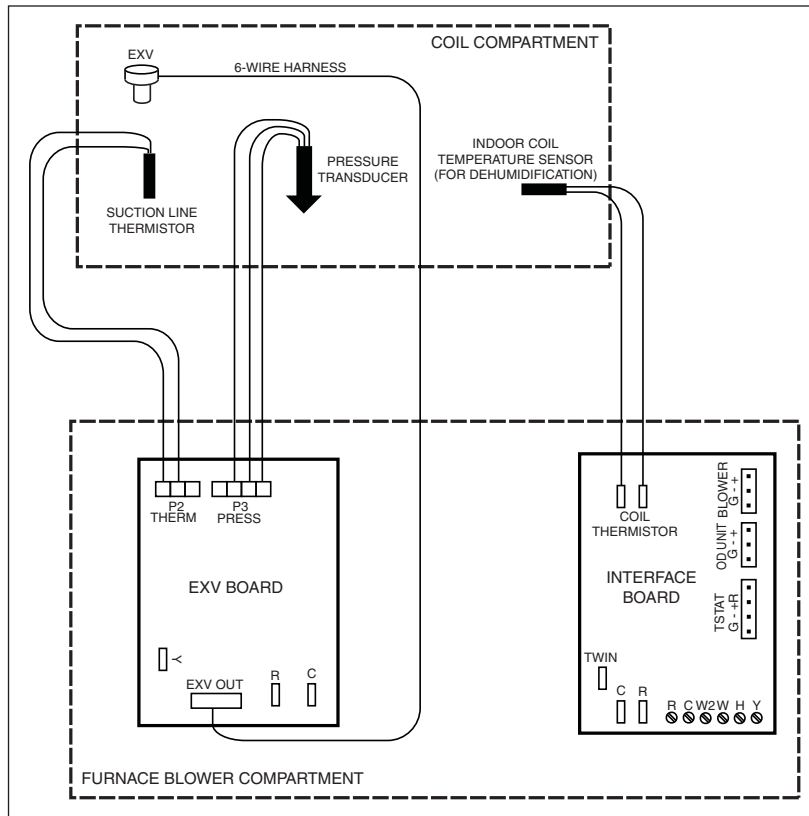 COIL COMPARTMENT
EXV
6-WIRE HARNESS
PRESSURE
TRANSDUCER
INDOOR COIL
TEMPERATURE SENSOR
(FOR DEHUMIDIFICATION)
SUCTION LINE
THERMISTOR
P2
THERM
P3
PRESS
EXV BOARD
Y
EXV OUT
R
C
COIL
THERMISTOR
BLOWER
G - +
OD UNIT
G - +
TSTAT
G - + R
INTERFACE
BOARD
TWIN
C R
R C W2 W H Y
FURNACE BLOWER COMPARTMENT